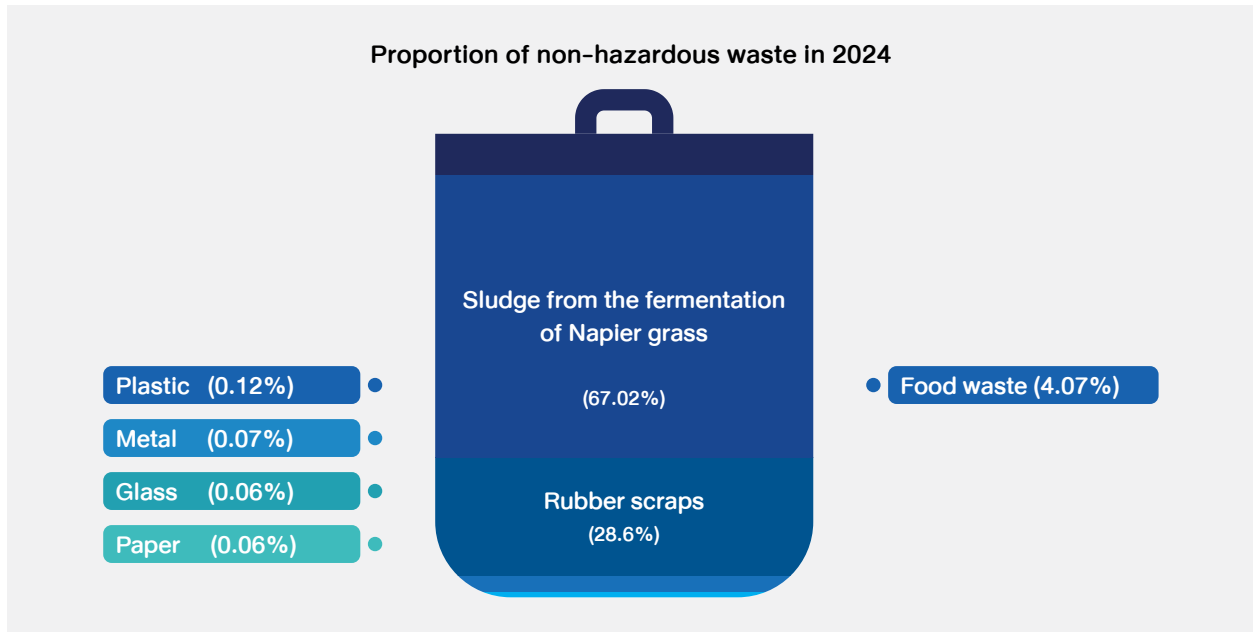 Proportion of non-hazardous waste in 2024
Sludge from the fermentation
of Napier grass
(67.02%)
Rubber scraps
(28.6%)
Plastic (0.12%)
Metal (0.07%)
Glass (0.06%)
Paper (0.06%)
Food waste (4.07%)